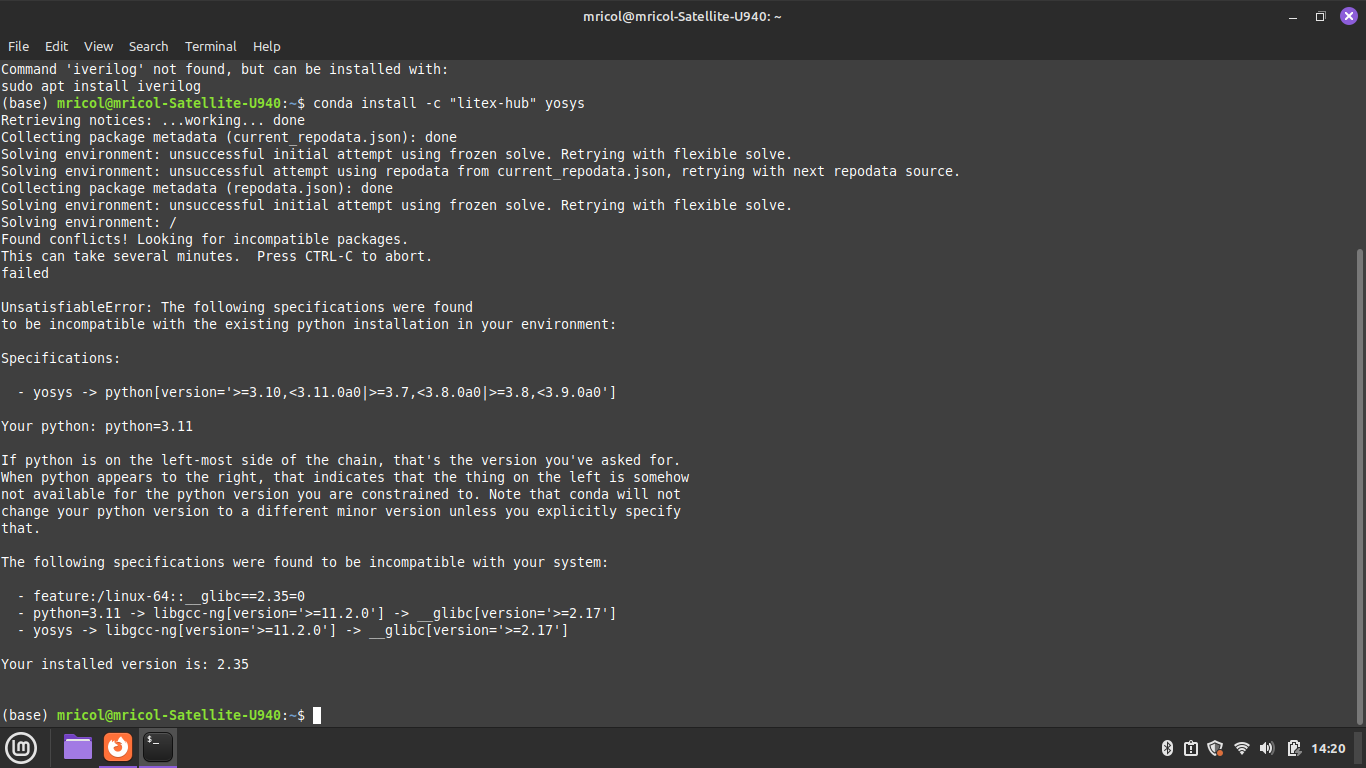 mricol@mricol-Satellite-U940: ~
File Edit View Search Terminal Help
Command 'iverilog' not found, but can be installed with:
sudo apt install iverilog
(base) mricol@mricol-Satellite-U940:~$ conda install -c "litex-hub" yosys
Retrieving notices: ...working... done
Collecting package metadata (current_repodata.json): done
Solving environment: unsuccessful initial attempt using frozen solve. Retrying with flexible solve.
Solving environment: unsuccessful attempt using repodata from current_repodata.json, retrying with next repodata source.
Collecting package metadata (repodata.json): done
Solving environment: unsuccessful initial attempt using frozen solve. Retrying with flexible solve.
Solving environment: /
Found conflicts! Looking for incompatible packages.
This can take several minutes.  Press CTRL-C to abort.
failed

UnsatisfiableError: The following specifications were found
to be incompatible with the existing python installation in your environment:

Specifications:

  - yosys -> python[version='>=3.10,<3.11.0a0|>=3.7,<3.8.0a0|>=3.8,<3.9.0a0']

Your python: python=3.11

If python is on the left-most side of the chain, that's the version you've asked for.
When python appears to the right, that indicates that the thing on the left is somehow
not available for the python version you are constrained to. Note that conda will not
change your python version to a different minor version unless you explicitly specify
that.

The following specifications were found to be incompatible with your system:

  - feature:/linux-64::__glibc==2.35=0
  - python=3.11 -> libgcc-ng[version='>=11.2.0'] -> __glibc[version='>=2.17']
  - yosys -> libgcc-ng[version='>=11.2.0'] -> __glibc[version='>=2.17']

Your installed version is: 2.35

(base) mricol@mricol-Satellite-U940:~$
14:20